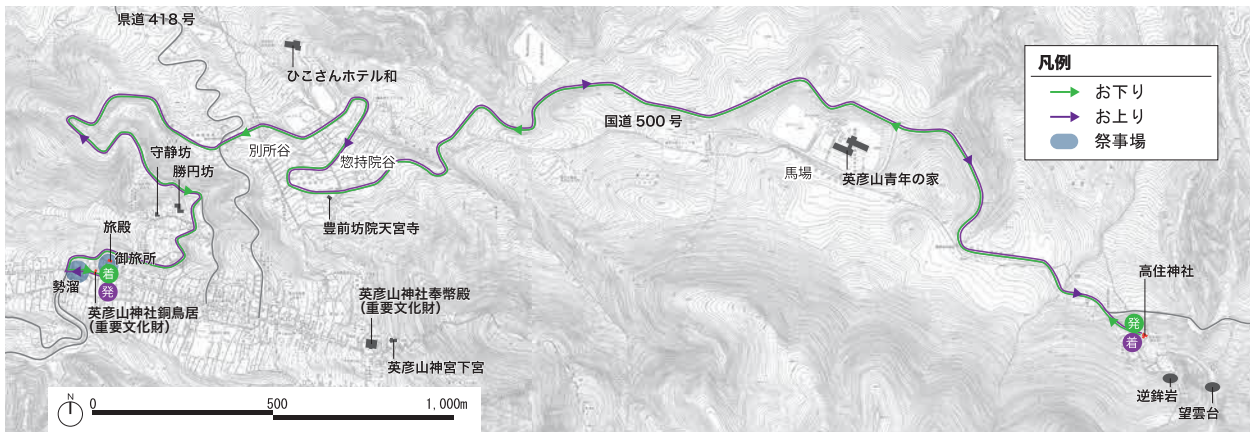 県道418号
ひこさんホテル和
凡例
お下り
お上り
祭事場
国道500号
別所谷
惣持院谷
守静坊
勝円坊
馬場
英彦山青年の家
豊前坊院天宮寺
旅殿
御旅所
着
発
勢溜
英彦山神社銅鳥居
(重要文化財)
英彦山神社奉幣殿
(重要文化財)
英彦山神宮下宮
高住神社
発
着
逆鉾岩
望雲台
N
0
500
1,000m